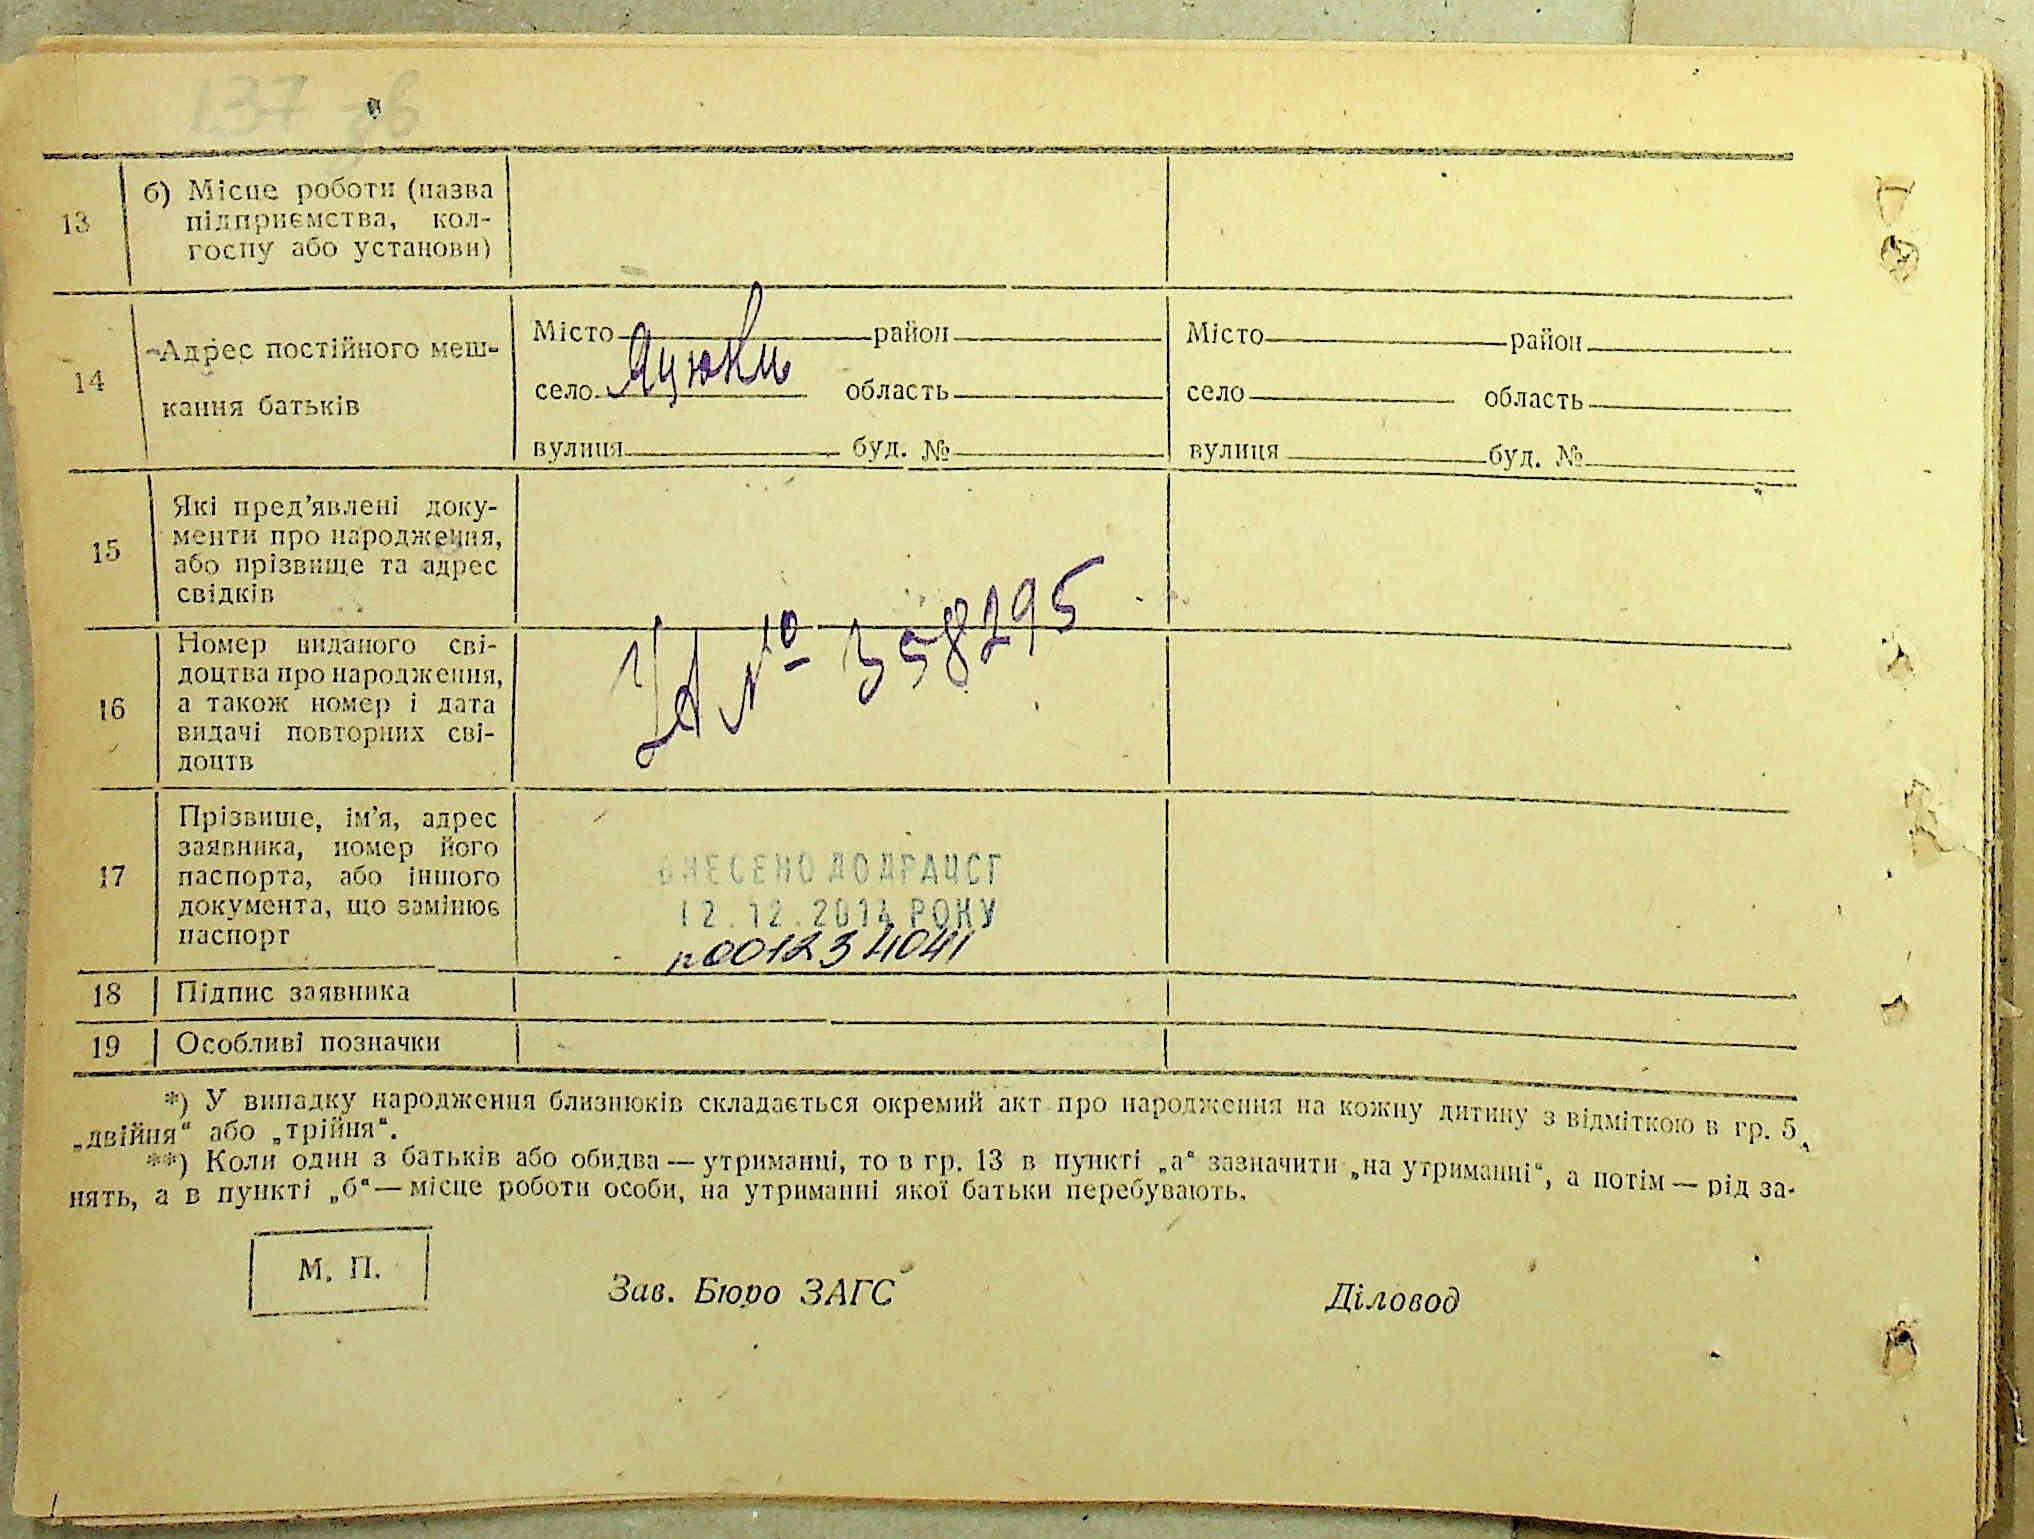 137 зв
13
б) Місце роботи (назва
підприємства, кол-
госпу або установи)
14
Адрес постійного меш-
кання батьків
Місто район
село Яцюки область
вулиця буд. №
Місто район
село область
вулиця буд. №
15
Які пред’явлені доку-
менти про народження,
або прізвище та адрес
свідків
16
Номер виданого сві-
доцтва про народження,
а також номер і дата
видачі повторних сві-
доцтв
УА № 358295
17
Прізвище, ім’я, адрес
заявника, номер його
паспорта, або іншого
документа, що замінює
паспорт
ВНЕСЕНО ДО ДРАЦСГ
12.12.2014 РОКУ
n00123 4041
18 Підпис заявника
19 Особливі позначки
*) У випадку народження близнюків складається окремий акт про народження на кожну дитину з відміткою в гр. 5
„двійня“ або „трійня“.
**) Коли один з батьків або обидва — утриманці, то в гр. 13 в пункті „а“ зазначити „на утриманні“, а потім — рід за-
нять, а в пункті „б“ — місце роботи особи, на утриманні якої батьки перебувають.
М. П.
Зав. Бюро ЗАГС
Діловод